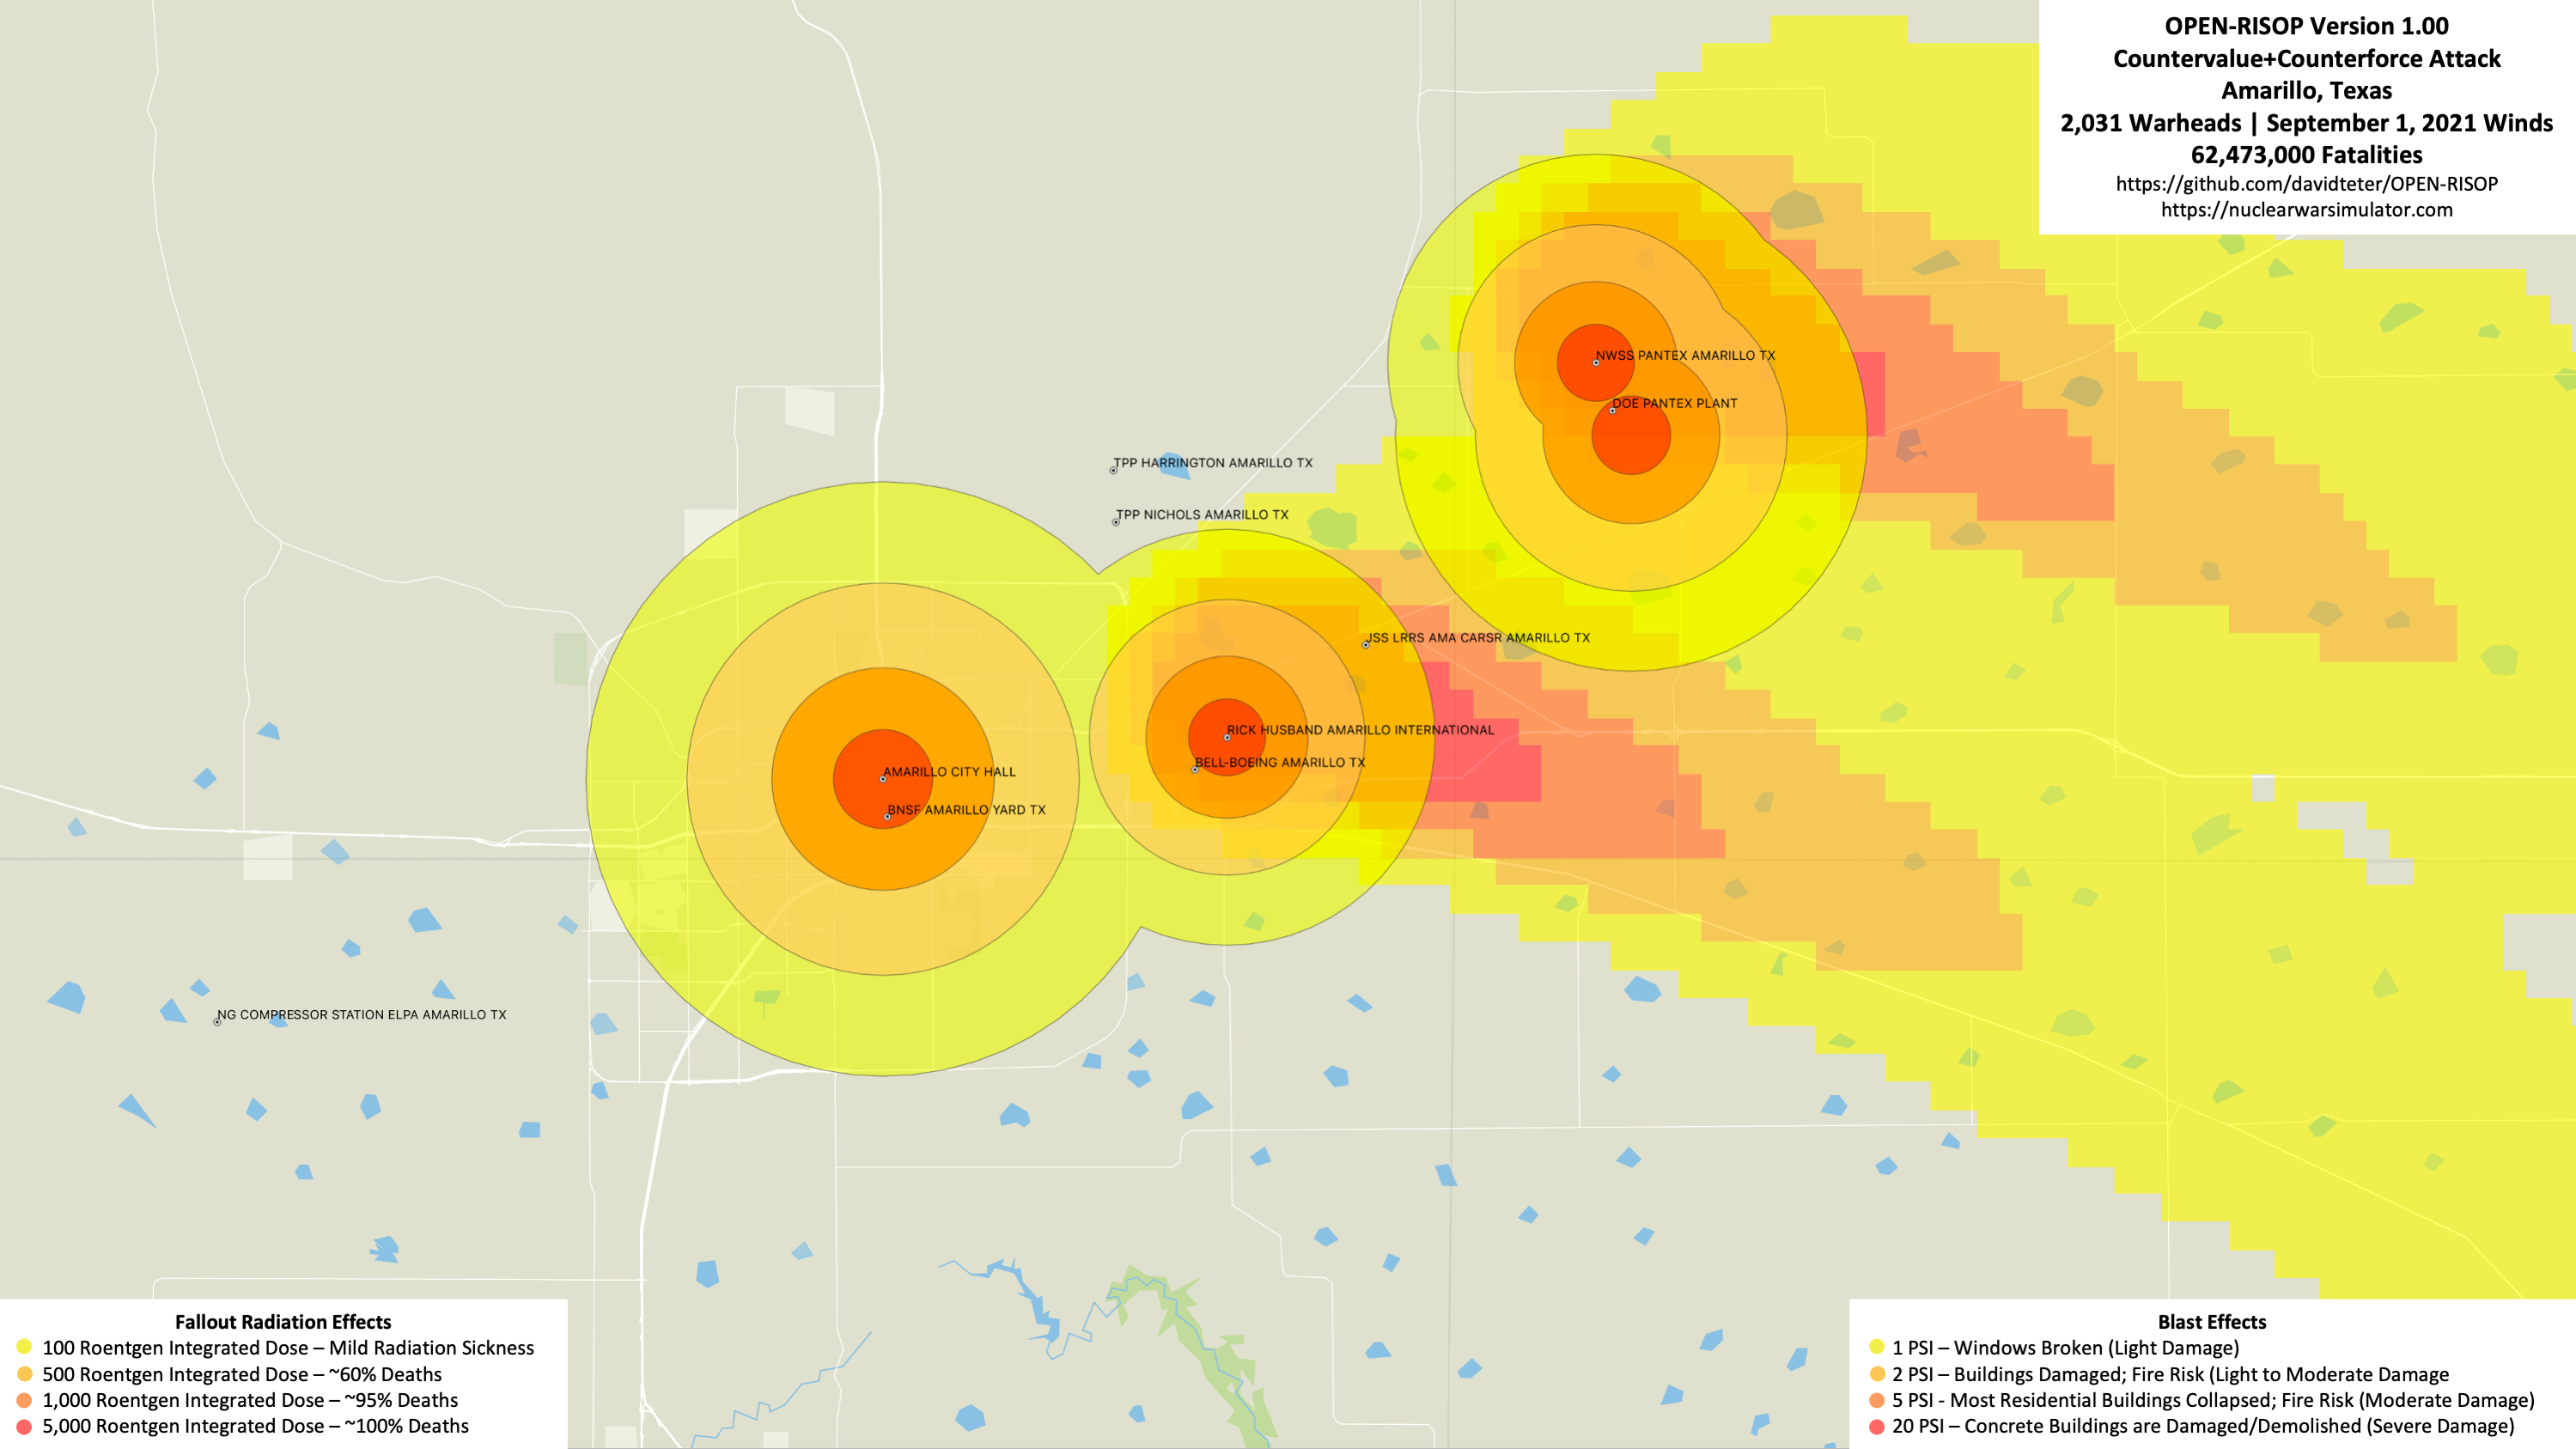 OPEN-RISOP Version 1.00
Countervalue+Counterforce Attack
Amarillo, Texas
2,031 Warheads | September 1, 2021 Winds
62,473,000 Fatalities
https://github.com/davidteter/OPEN-RISOP
https://nuclearwarsimulator.com
NWSS PANTEX AMARILLO TX
DOE PANTEX PLANT
TPP HARRINGTON AMARILLO TX
TPP NICHOLS AMARILLO TX
JSS LRRS AMA CARSR AMARILLO TX
RICK HUSBAND AMARILLO INTERNATIONAL
BELL-BOEING AMARILLO TX
AMARILLO CITY HALL
BNSF AMARILLO YARD TX
NG COMPRESSOR STATION ELPA AMARILLO TX
Fallout Radiation Effects
100 Roentgen Integrated Dose – Mild Radiation Sickness
500 Roentgen Integrated Dose – ~60% Deaths
1,000 Roentgen Integrated Dose – ~95% Deaths
5,000 Roentgen Integrated Dose – ~100% Deaths
Blast Effects
1 PSI – Windows Broken (Light Damage)
2 PSI – Buildings Damaged; Fire Risk (Light to Moderate Damage
5 PSI - Most Residential Buildings Collapsed; Fire Risk (Moderate Damage)
20 PSI – Concrete Buildings are Damaged/Demolished (Severe Damage)